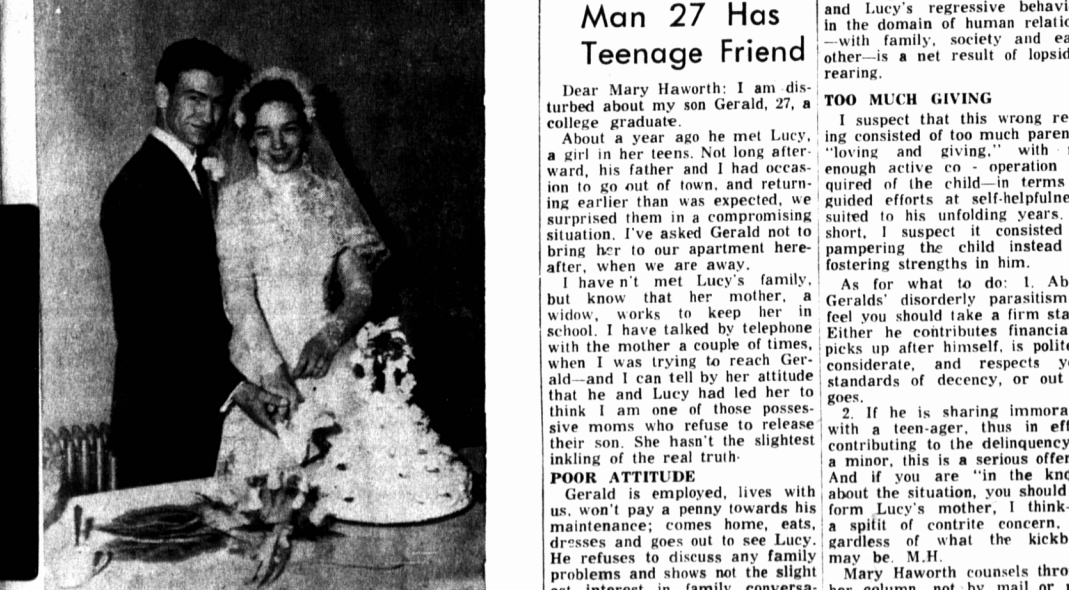 Man 27 Has
Teenage Friend
Dear Mary Haworth: I am dis-
turbed about my son Gerald, 27, a
college graduate.
About a year ago he met Lucy,
a girl in her teens. Not long after-
ward, his father and I had occas-
ion to go out of town, and return-
ing earlier than was expected, we
surprised them in a compromising
situation. I've asked Gerald not to
bring her to our apartment here-
after, when we are away.
I have n't met Lucy's family,
but know that her mother, a
widow, works to keep her in
school. I have talked by telephone
with the mother a couple of times,
when I was trying to reach Ger-
ald—and I can tell by her attitude
that he and Lucy had led her to
think I am one of those posses-
sive moms who refuse to release
their son. She hasn't the slightest
inkling of the real truth.
POOR ATTITUDE
Gerald is employed, lives with
us, won't pay a penny towards his
maintenance; comes home, eats,
dresses and goes out to see Lucy.
He refuses to discuss any family
problems and shows not the slight
est interest in family conversa-
and Lucy's regressive behavi
in the domain of human relatio
—with family, society and ea
other—is a net result of lopsid
rearing.
TOO MUCH GIVING
I suspect that this wrong re
ing consisted of too much paren
"loving and giving," with
enough active co - operation
quired of the child—in terms
guided efforts at self-helpfulne
suited to his unfolding years.
short, I suspect it consisted
pampering the child instead
fostering strengths in him.
As for what to do: 1. Ab
Geralds' disorderly parasitism
feel you should take a firm sta
Either he contributes financia
picks up after himself, is polite
considerate, and respects y
standards of decency, or out
goes.
2. If he is sharing immora
with a teen-ager, thus in eff
contributing to the delinquency
a minor, this is a serious offer
And if you are "in the kno
about the situation, you should
form Lucy's mother, I think—
a spitit of contrite concern,
gardless of what the kickb
may be. M.H.
Mary Haworth counsels thro
her column, not by mail or